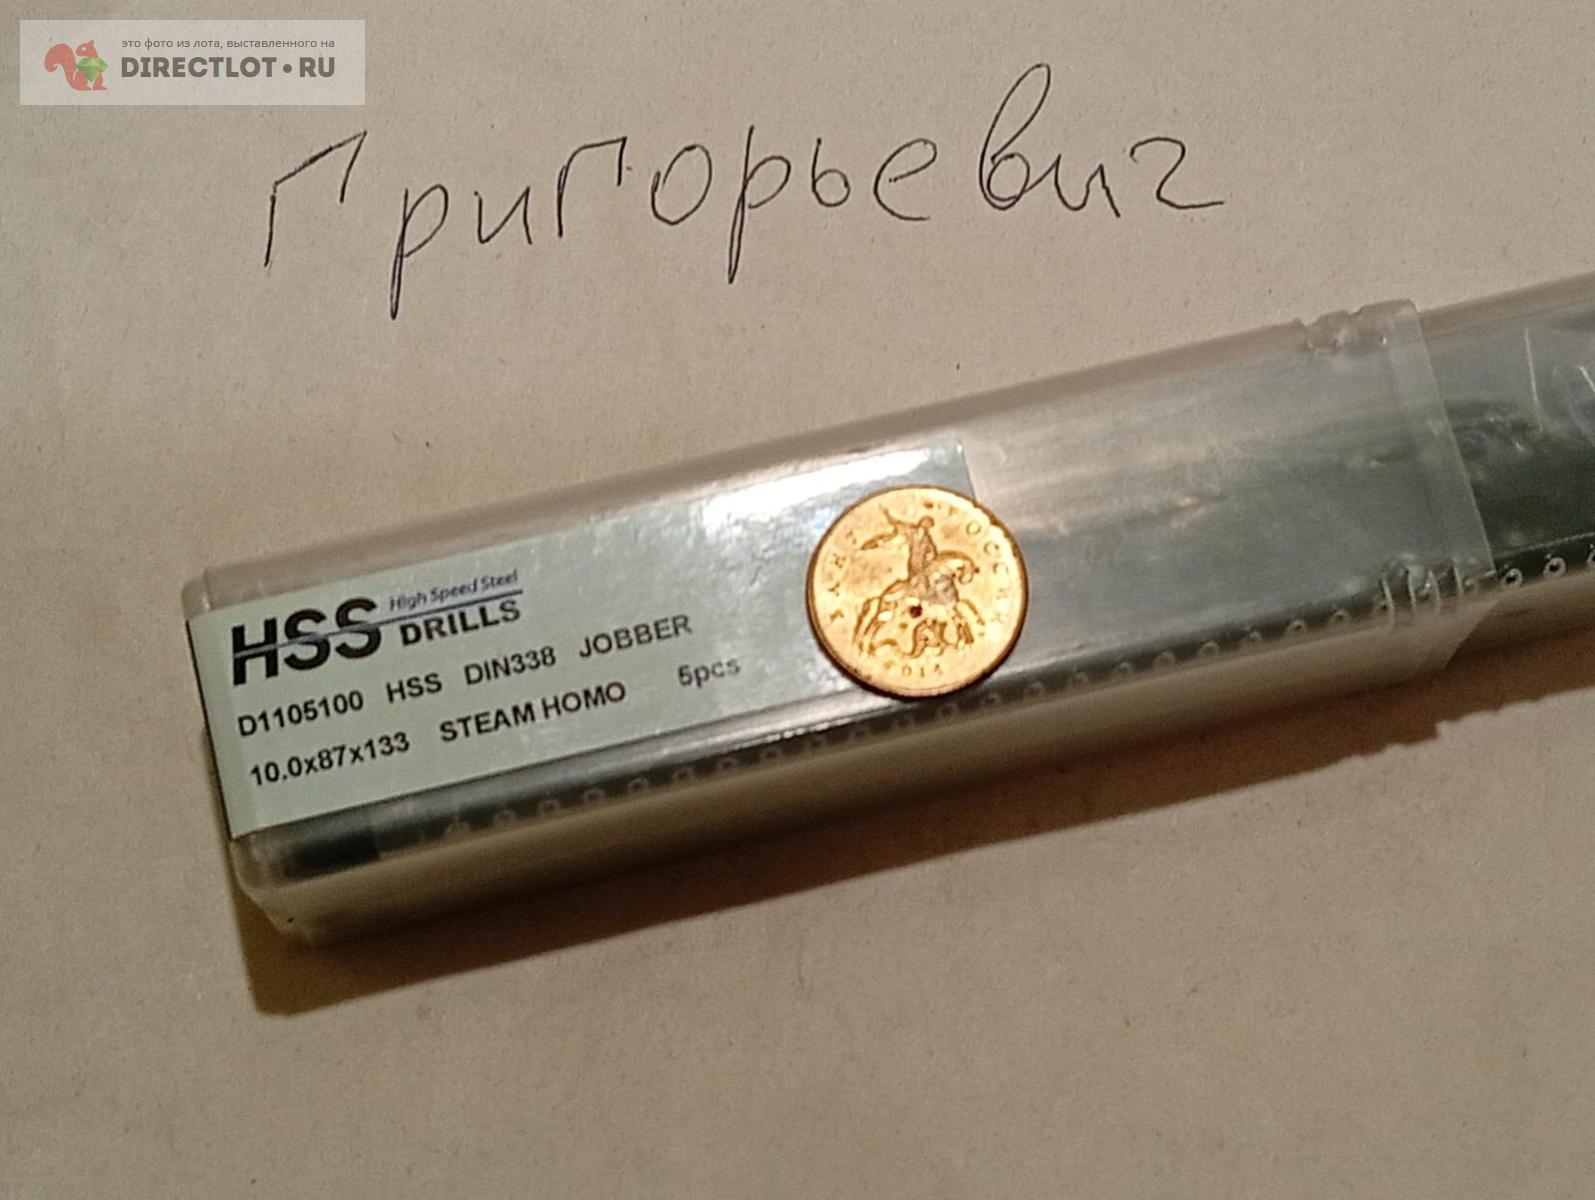 это фото из лота, выставленного на
DIRECTLOT•RU
Григорьевич
HSS High Speed Steel
DRILLS
D1105100 HSS DIN338 JOBBER
10.0x87x133 STEAM HOMO 5pcs